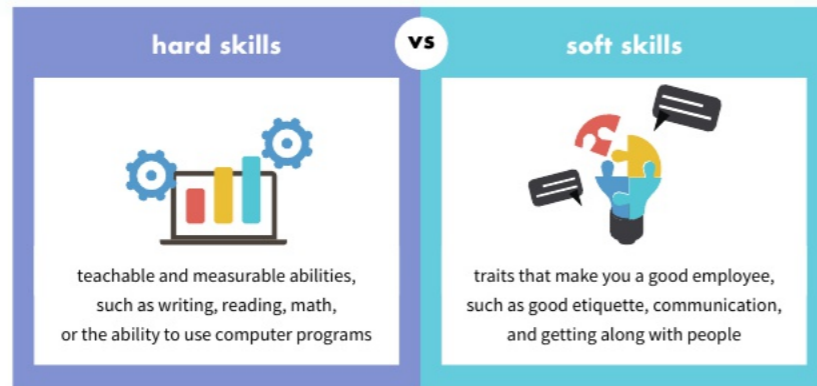 hard skills
vs
soft skills
teachable and measurable abilities,
such as writing, reading, math,
or the ability to use computer programs
traits that make you a good employee,
such as good etiquette, communication,
and getting along with people